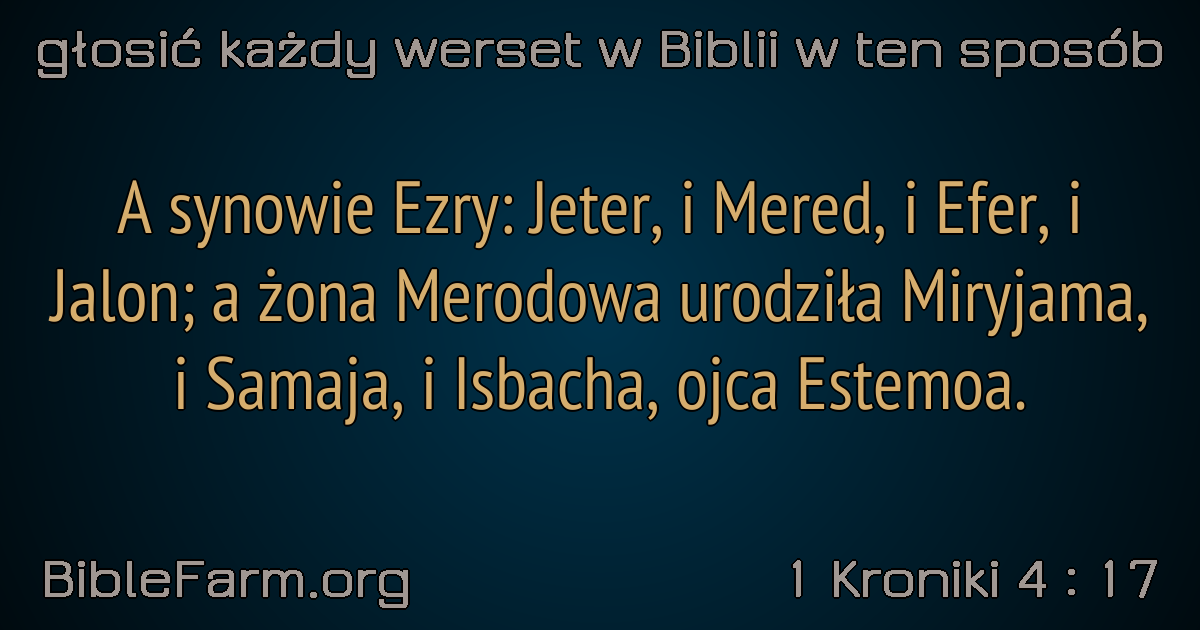 głosić każdy werset w Biblii w ten sposób
A synowie Ezry: Jeter, i Mered, i Efer, i
Jalon; a żona Merodowa urodziła Miryjama,
i Samaja, i Isbacha, ojca Estemoa.
BibleFarm.org
1 Kroniki 4 : 17